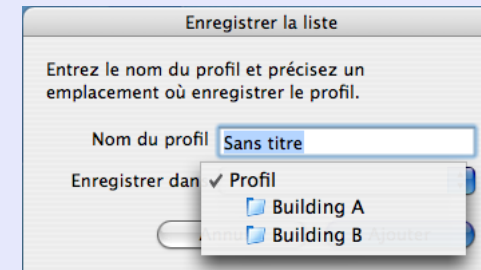 Enregistrer la liste
Entrez le nom du profil et précisez un
emplacement où enregistrer le profil.
Nom du profil Sans titre
Enregistrer dan ✓ Profil
Building A
Building B
Ajouter